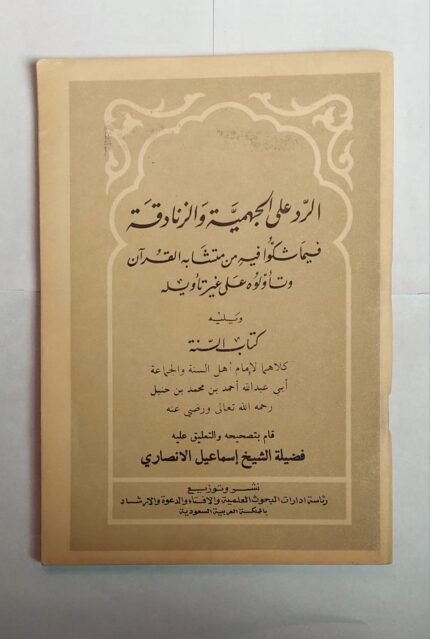 الرد على الجهمية والزنادقة
فيما شكوا فيه من متشابه القرآن
وتأولوه على غير تأويله
ويليه
كتاب السنة
كلاهما لإمام أهل السنة والجماعة
أبي عبدالله أحمد بن محمد بن حنبل
رحمه الله تعالى ورضي عنه
قام بتصحيحه والتعليق عليه
فضيلة الشيخ إسماعيل الانصاري
نشر وتوزيع
رئاسة ادارات البحوث العلمية والافتاء والدعوة والارشاد
بالمملكة العربية السعودية